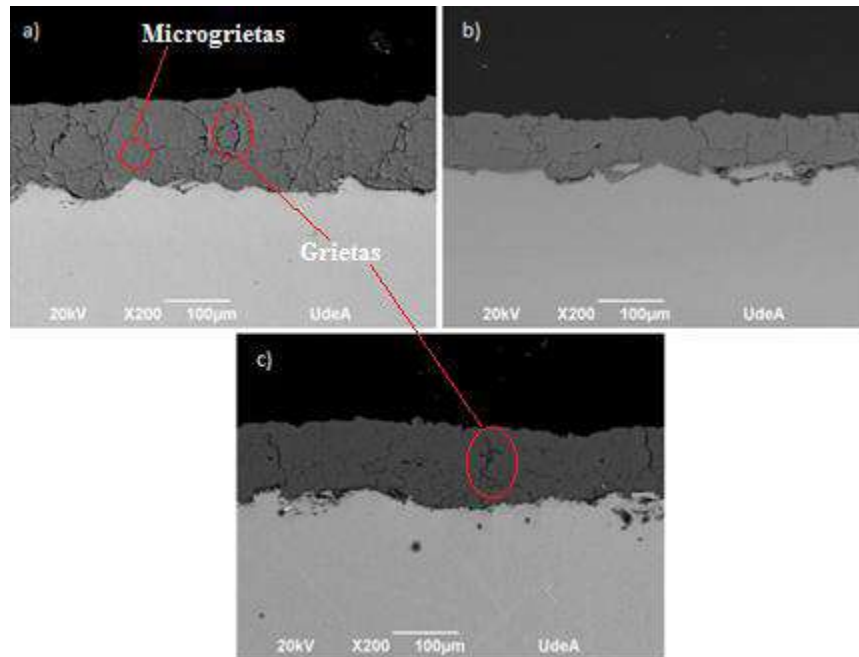 a)
Microgrietas
b)
Grietas
20kV X200 100µm UdeA
20kV X200 100µm UdeA
c)
20kV X200 100µm UdeA